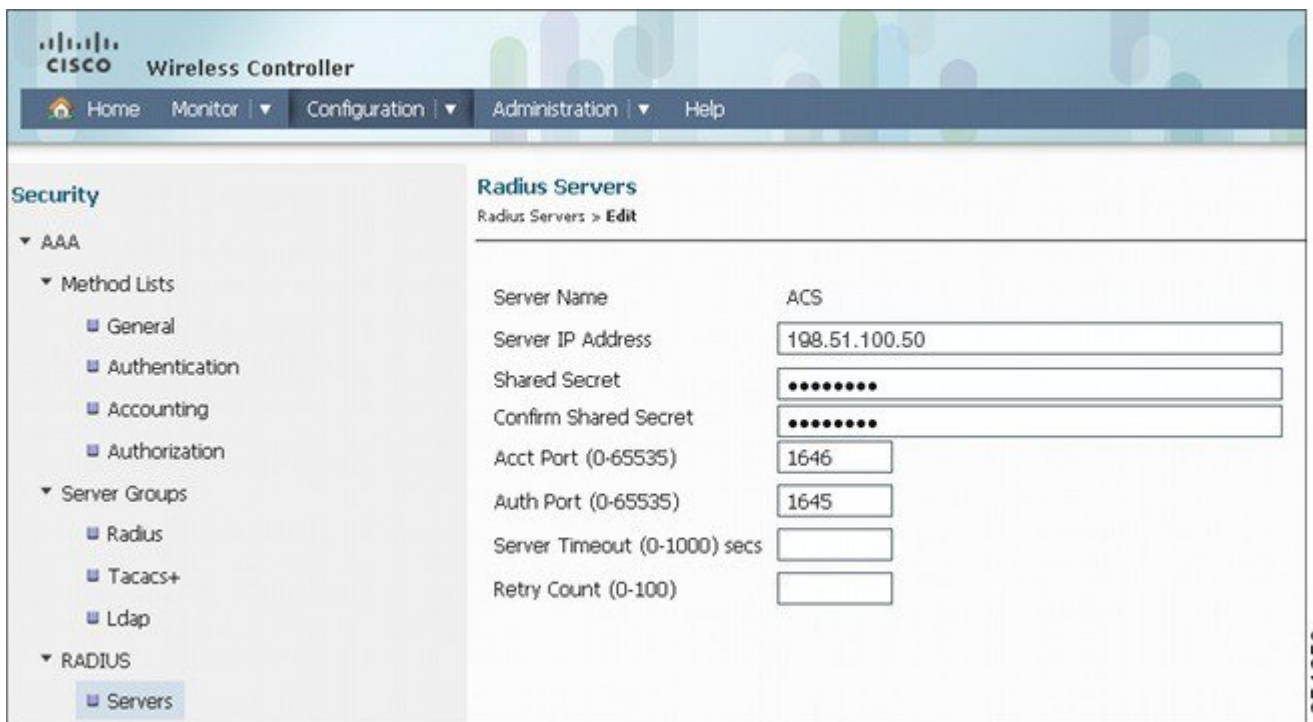 CISCO Wireless Controller
Home Monitor Configuration Administration Help
Security
AAA
Method Lists
General
Authentication
Accounting
Authorization
Server Groups
Radius
Tacacs+
Ldap
RADIUS
Servers
Radius Servers
Radius Servers > Edit
Server Name ACS
Server IP Address 198.51.100.50
Shared Secret ●●●●●●●●
Confirm Shared Secret ●●●●●●●●
Acct Port (0-65535) 1646
Auth Port (0-65535) 1645
Server Timeout (0-1000) secs
Retry Count (0-100)